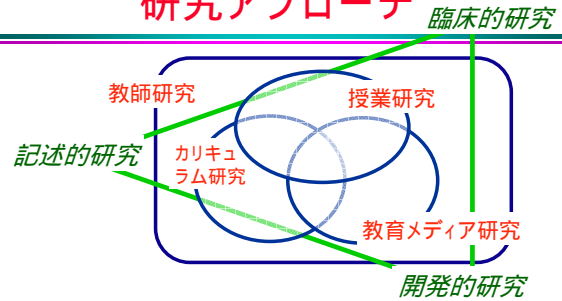 研究アプローチ
臨床的研究
教師研究
授業研究
記述的研究
カリキュ
ラム研究
教育メディア研究
開発的研究